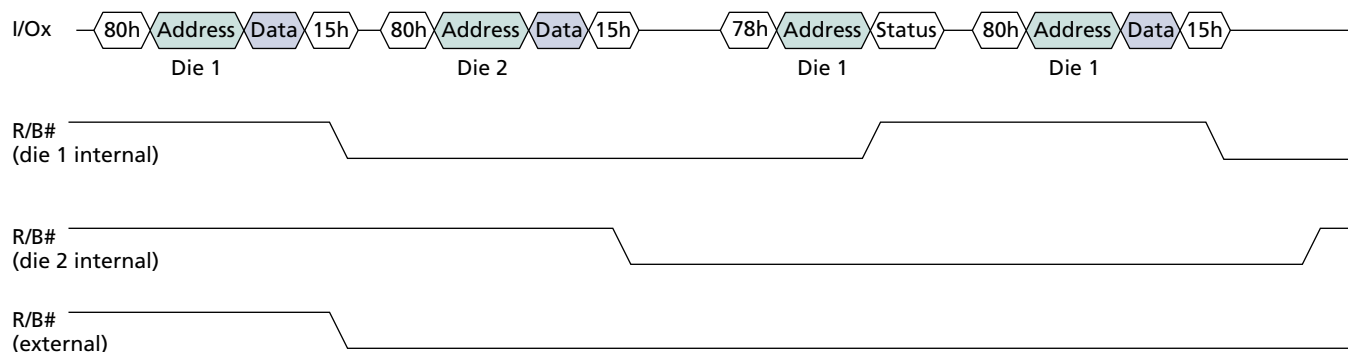 I/Ox 80h Address Data 15h 80h Address Data 15h 78h Address Status 80h Address Data 15h
Die 1 Die 2 Die 1 Die 1
R/B#
(die 1 internal)
R/B#
(die 2 internal)
R/B#
(external)